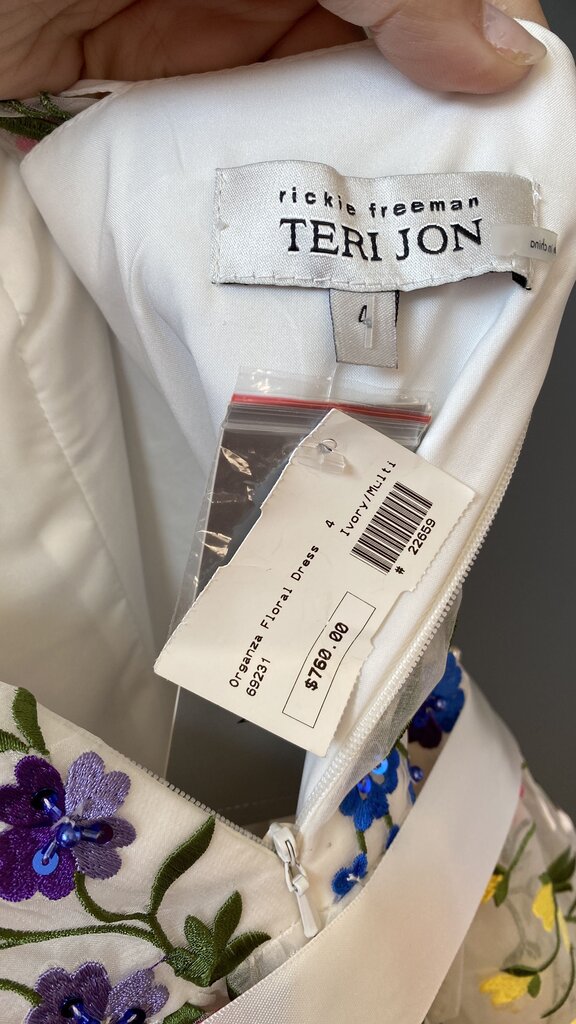 rickie freeman
TERI JON
4
4 Ivory/Multi
# 22659
Organza Floral Dress
69231
$760.00